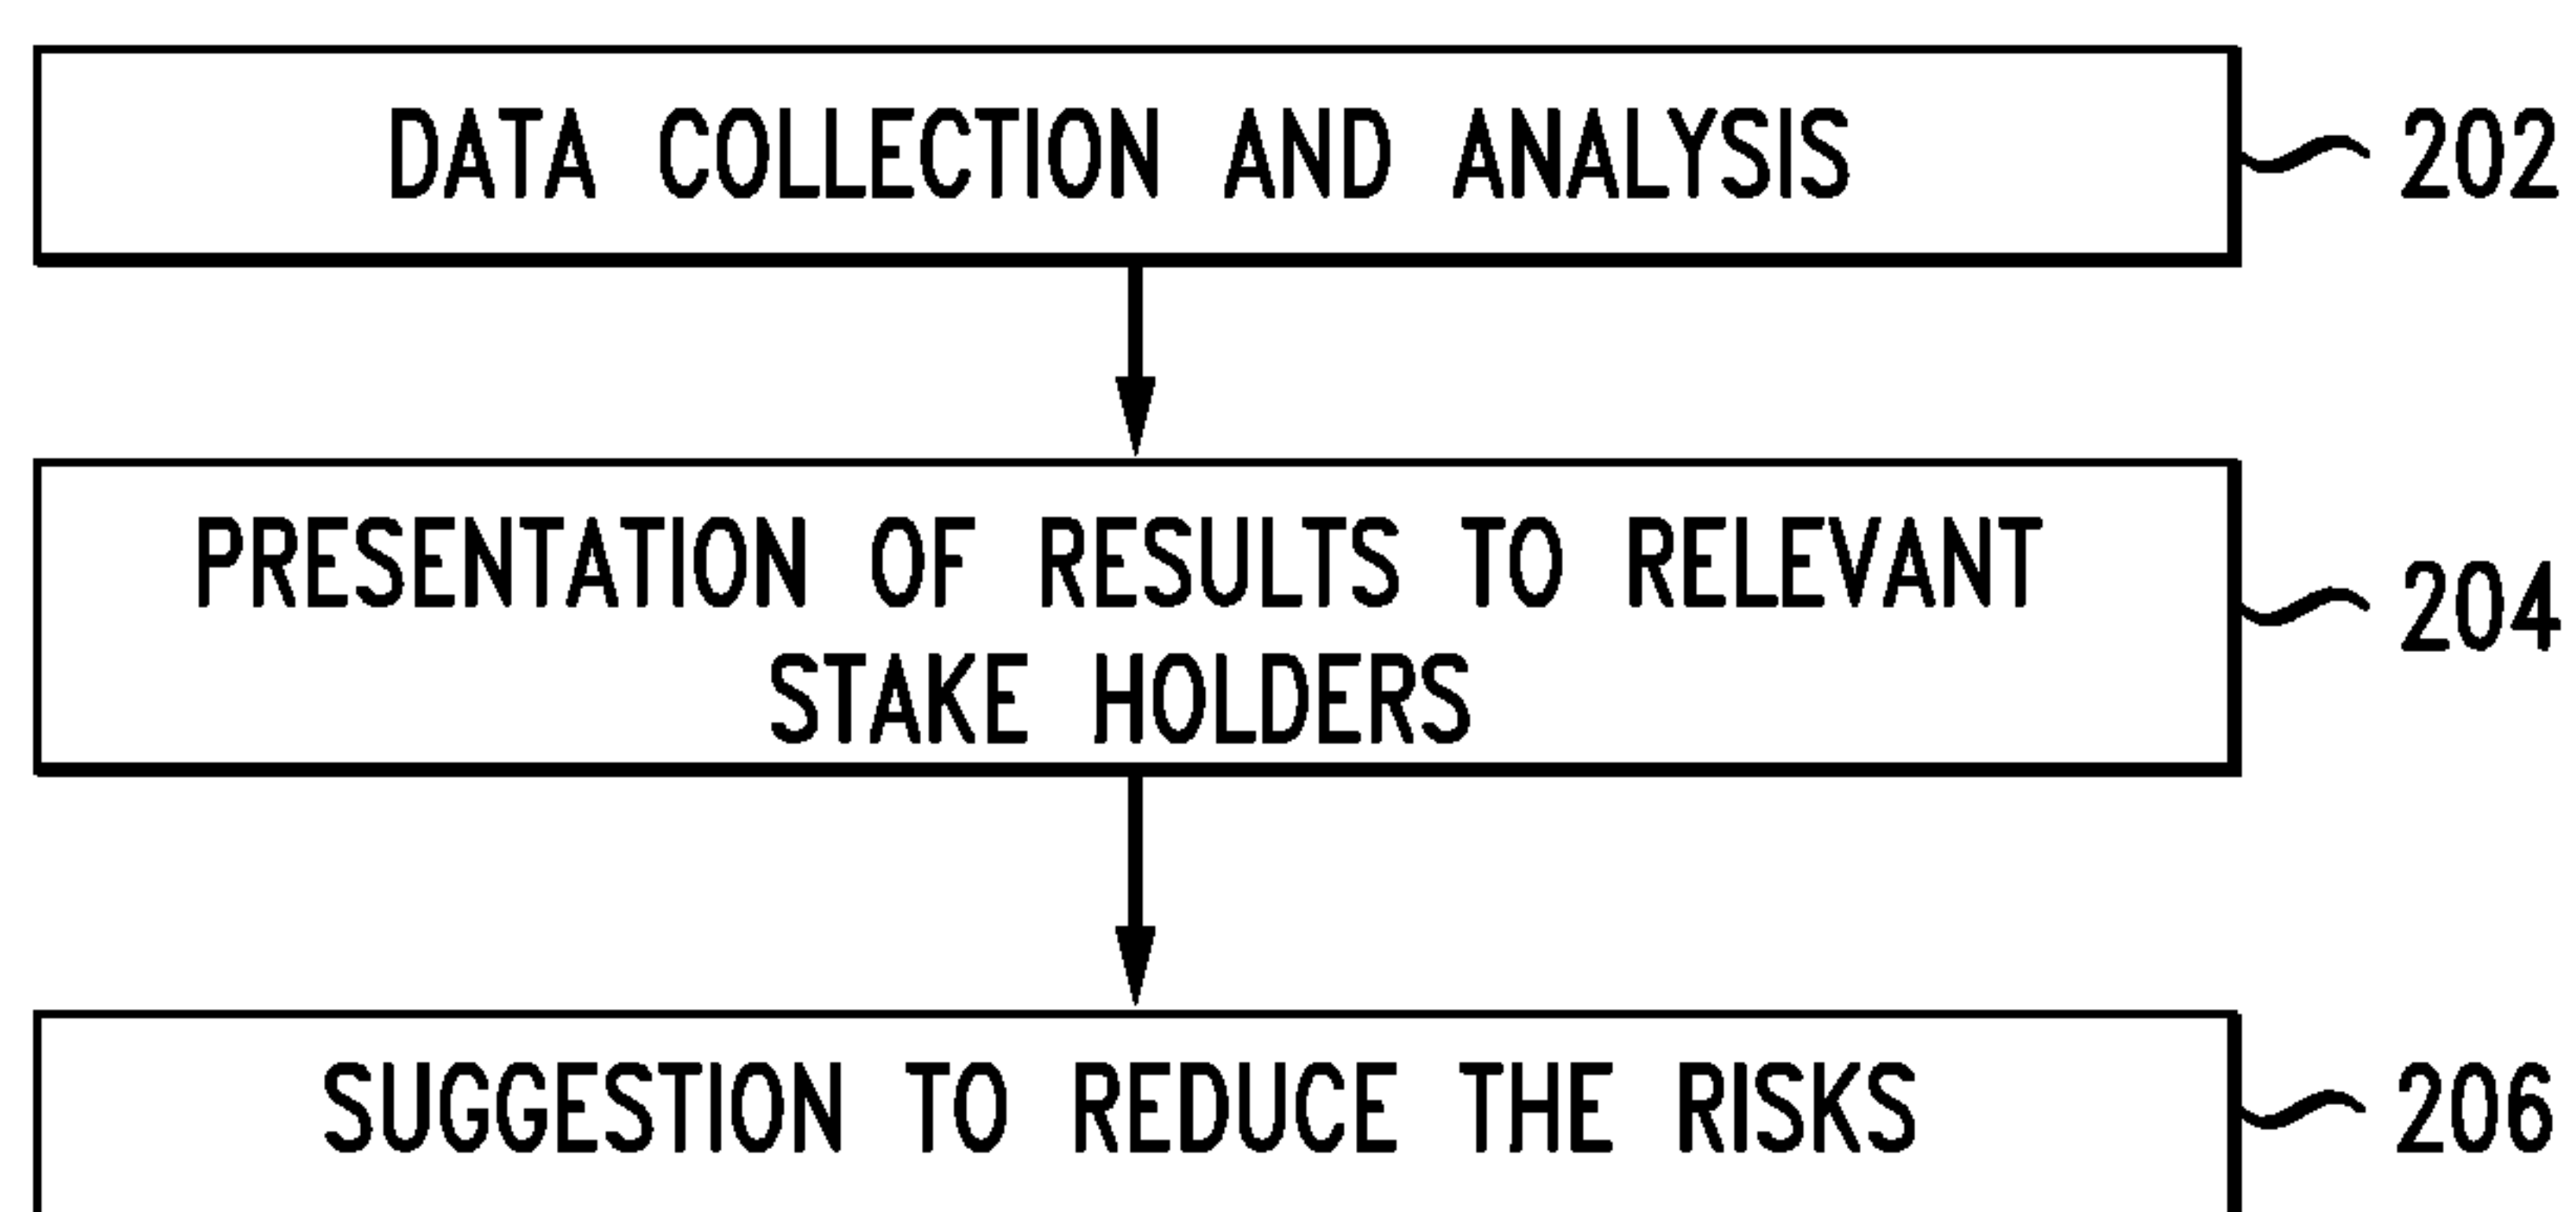 DATA COLLECTION AND ANALYSIS
202
PRESENTATION OF RESULTS TO RELEVANT
STAKE HOLDERS
204
SUGGESTION TO REDUCE THE RISKS
206